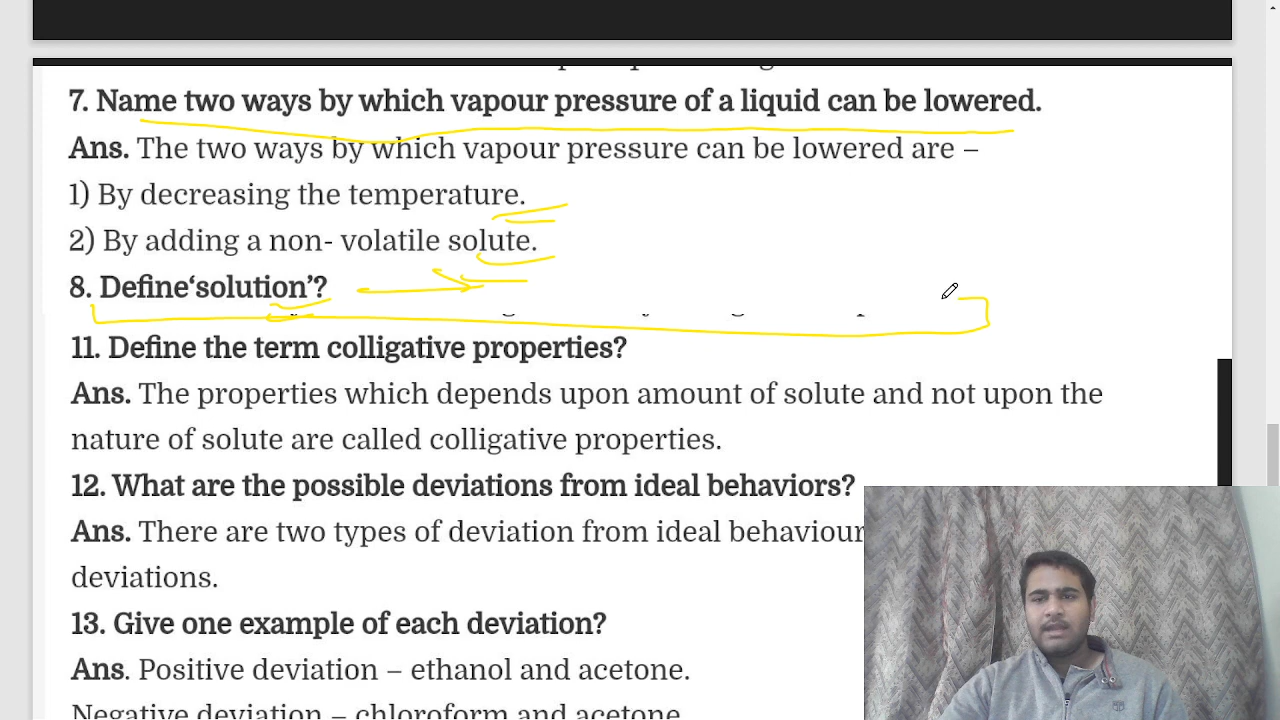 7. Name two ways by which vapour pressure of a liquid can be lowered.
Ans. The two ways by which vapour pressure can be lowered are –
1) By decreasing the temperature.
2) By adding a non- volatile solute.
8. Define‘solution’?
11. Define the term colligative properties?
Ans. The properties which depends upon amount of solute and not upon the
nature of solute are called colligative properties.
12. What are the possible deviations from ideal behaviors?
Ans. There are two types of deviation from ideal behaviour
deviations.
13. Give one example of each deviation?
Ans. Positive deviation – ethanol and acetone.
Negative deviation – chloroform and acetone